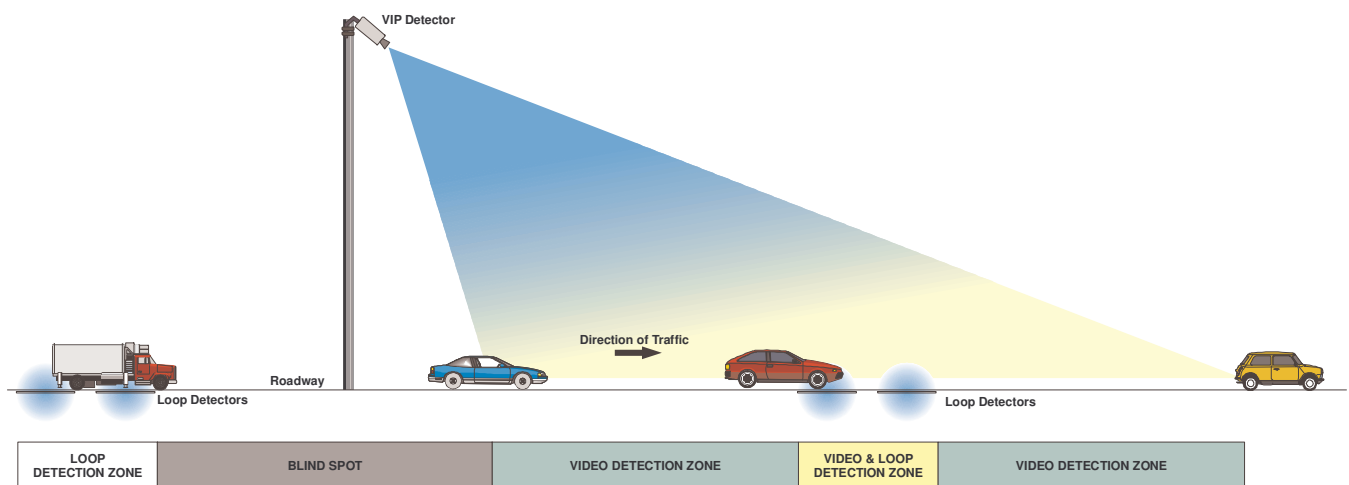 VIP Detector
Direction of Traffic
Roadway
Loop Detectors
Loop Detectors
LOOP
DETECTION ZONE
BLIND SPOT
VIDEO DETECTION ZONE
VIDEO & LOOP
DETECTION ZONE
VIDEO DETECTION ZONE